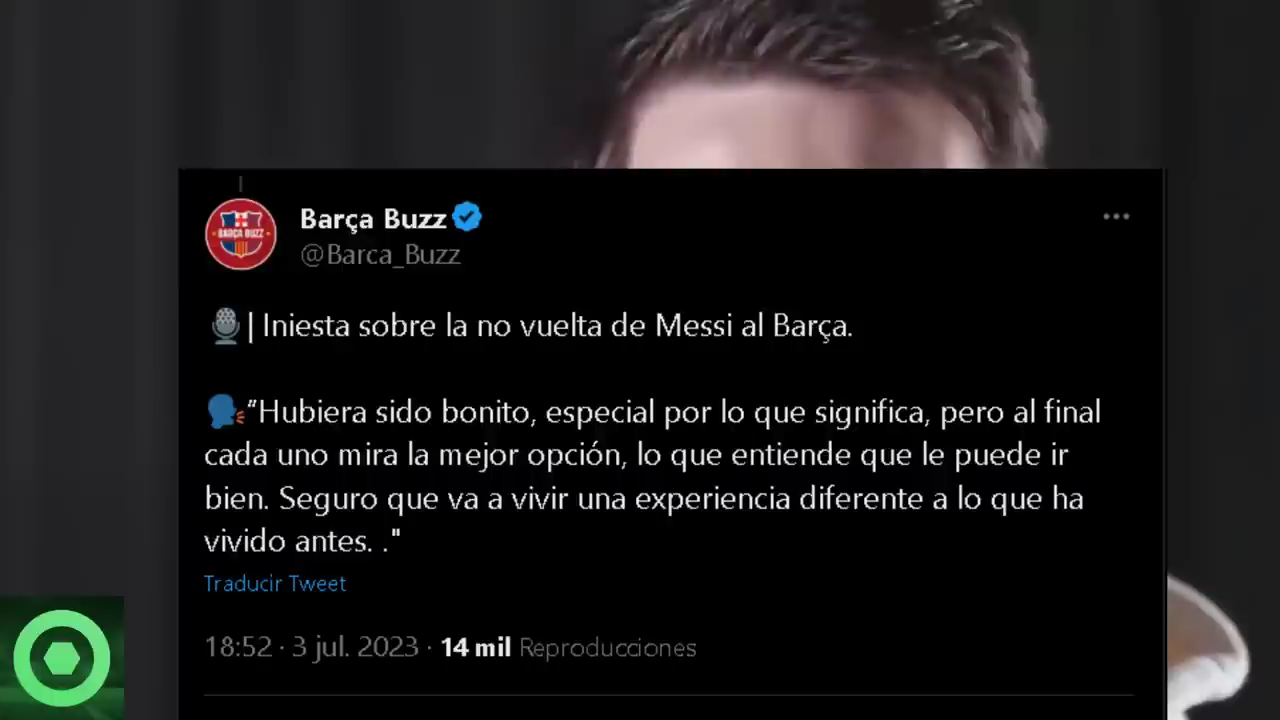 BARÇA BUZZ
Barça Buzz
@Barca_Buzz
🎙️| Iniesta sobre la no vuelta de Messi al Barça.
🗣️“Hubiera sido bonito, especial por lo que significa, pero al final
cada uno mira la mejor opción, lo que entiende que le puede ir
bien. Seguro que va a vivir una experiencia diferente a lo que ha
vivido antes. ."
Traducir Tweet
18:52 · 3 jul. 2023 · 14 mil Reproducciones